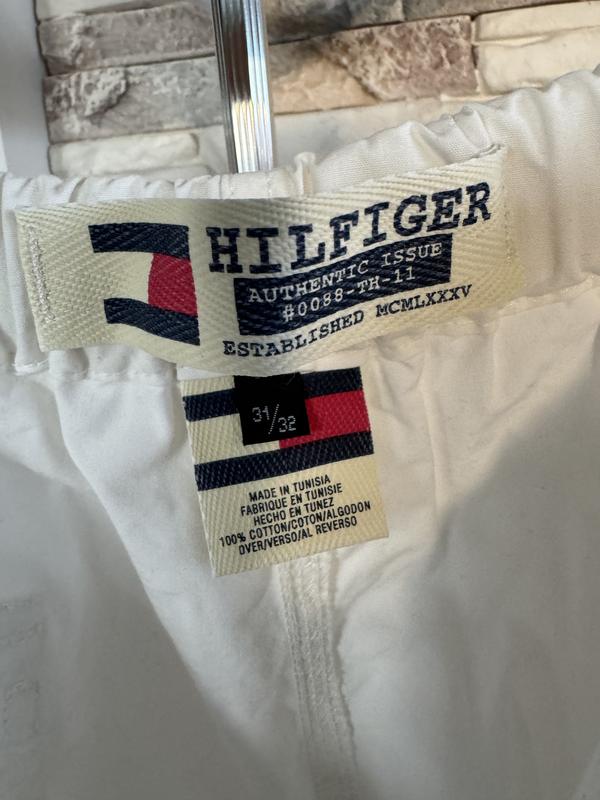 HILFIGER
AUTHENTIC ISSUE
#0088-TH-11
ESTABLISHED MCMLXXXV
31/32
MADE IN TUNISIA
FABRIQUE EN TUNISIE
HECHO EN TUNEZ
100% COTTON/COTON/ALGODON
OVER/VERSO/AL REVERSO